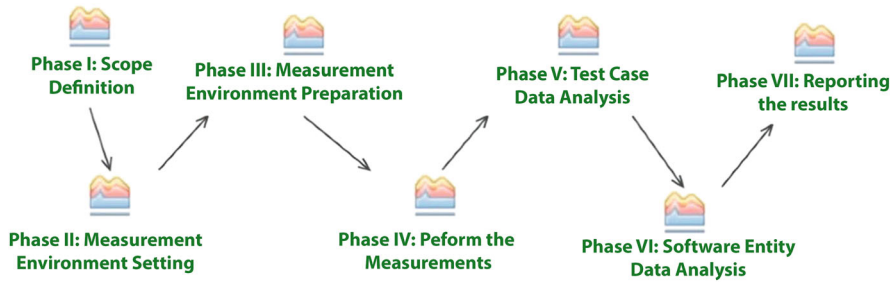 Phase I: Scope
Definition
Phase II: Measurement
Environment Setting
Phase III: Measurement
Environment Preparation
Phase IV: Peform the
Measurements
Phase V: Test Case
Data Analysis
Phase VI: Software Entity
Data Analysis
Phase VII: Reporting
the results